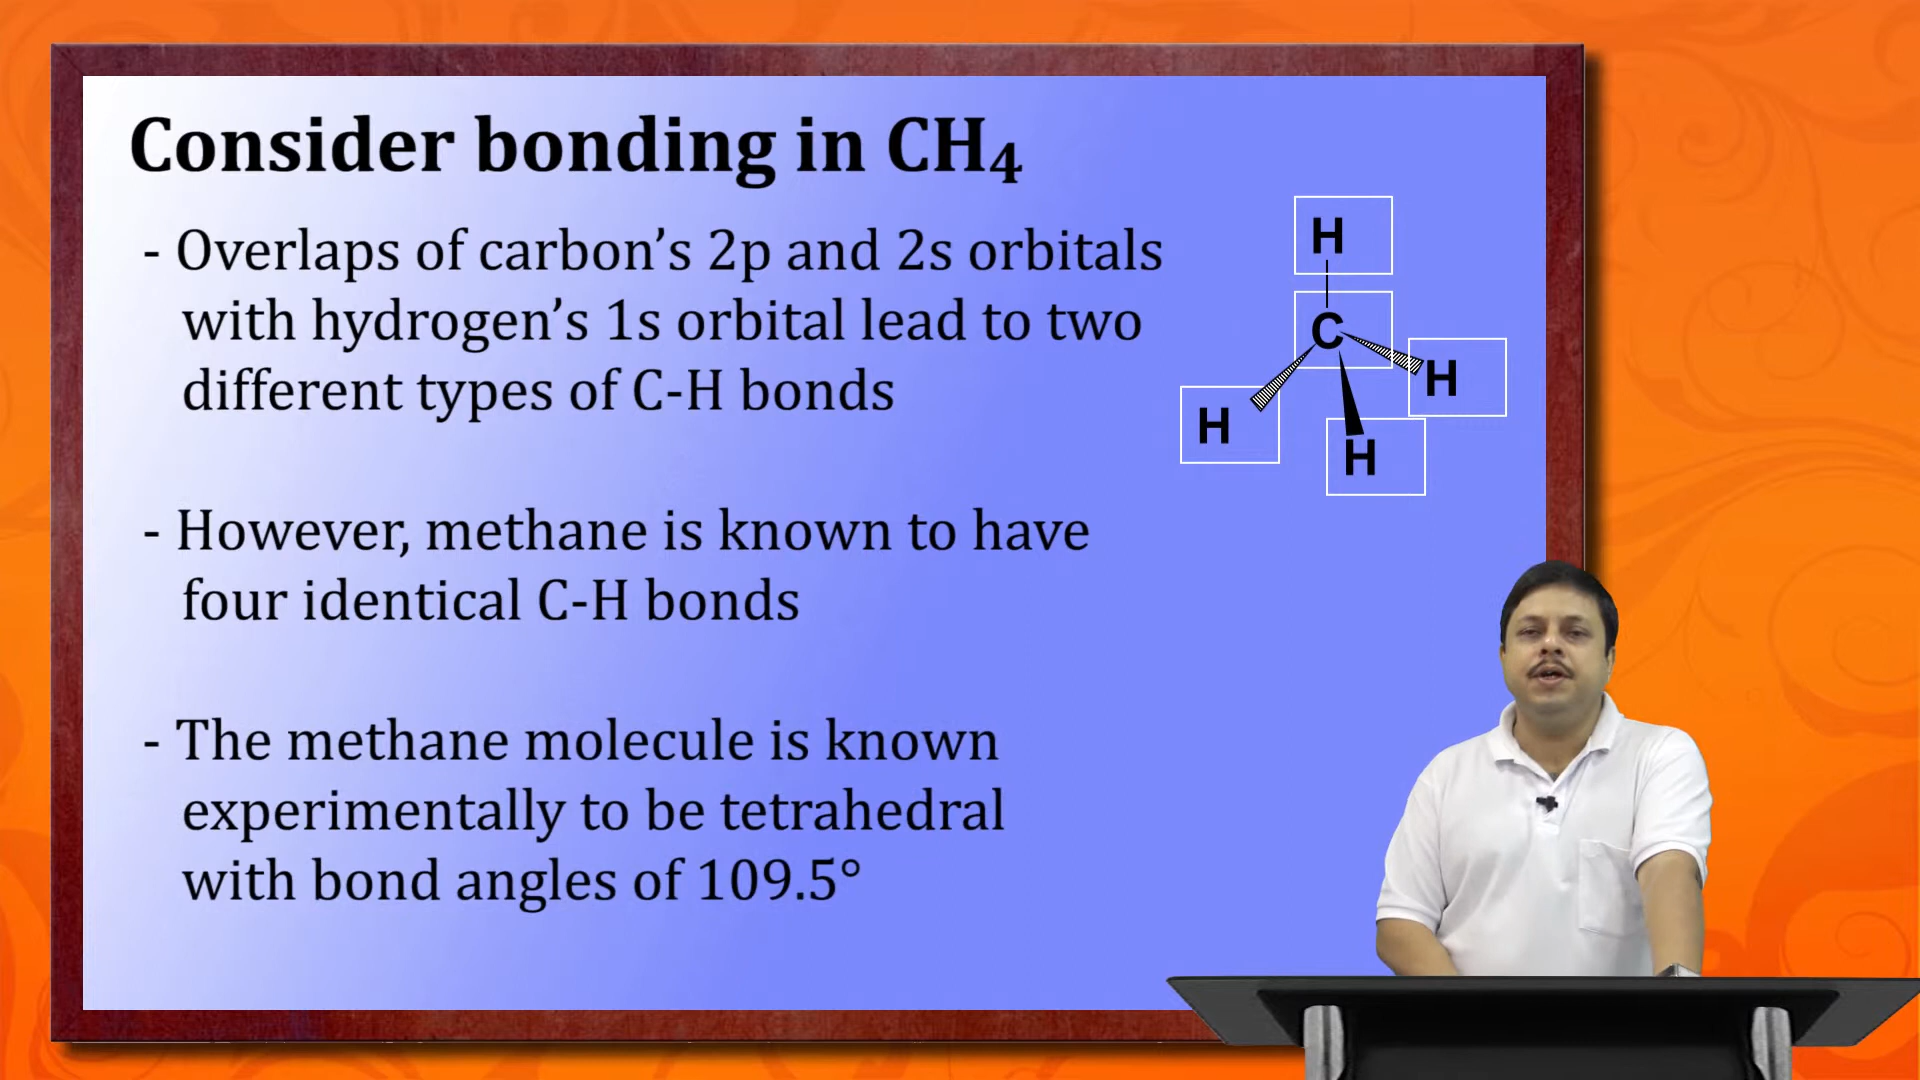 Consider bonding in CH₄
- Overlaps of carbon’s 2p and 2s orbitals
with hydrogen’s 1s orbital lead to two
different types of C-H bonds
- However, methane is known to have
four identical C-H bonds
- The methane molecule is known
experimentally to be tetrahedral
with bond angles of 109.5°
H
C
H
H
H